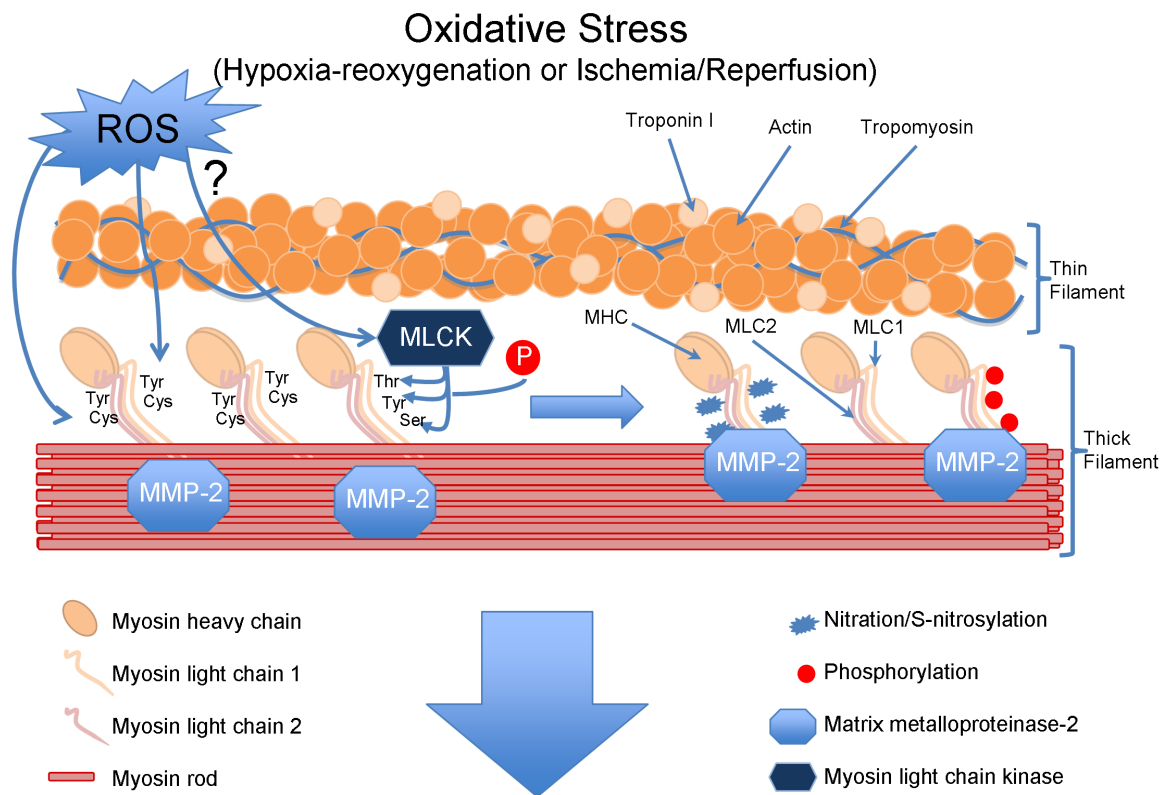 Oxidative Stress
(Hypoxia-reoxygenation or Ischemia/Reperfusion)
ROS
?
Troponin I
Actin
Tropomyosin
Thin
Filament
MHC
MLC2
MLC1
MLCK
P
Thr
Tyr
Ser
Tyr
Cys
Tyr
Cys
Tyr
Cys
Tyr
Cys
Thick
Filament
MMP-2
MMP-2
MMP-2
MMP-2
Myosin heavy chain
Myosin light chain 1
Myosin light chain 2
Myosin rod
Nitration/S-nitrosylation
Phosphorylation
Matrix metalloproteinase-2
Myosin light chain kinase